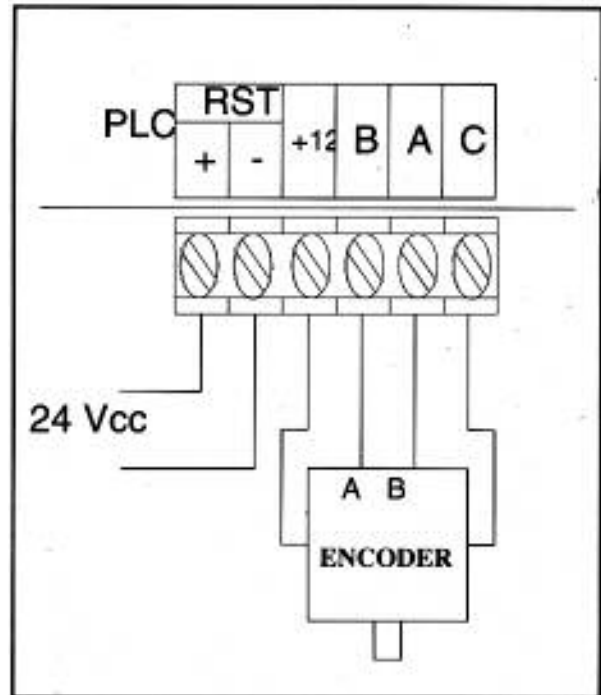 RST
PLC
+ - +12 B A C
24 Vcc
A B
ENCODER